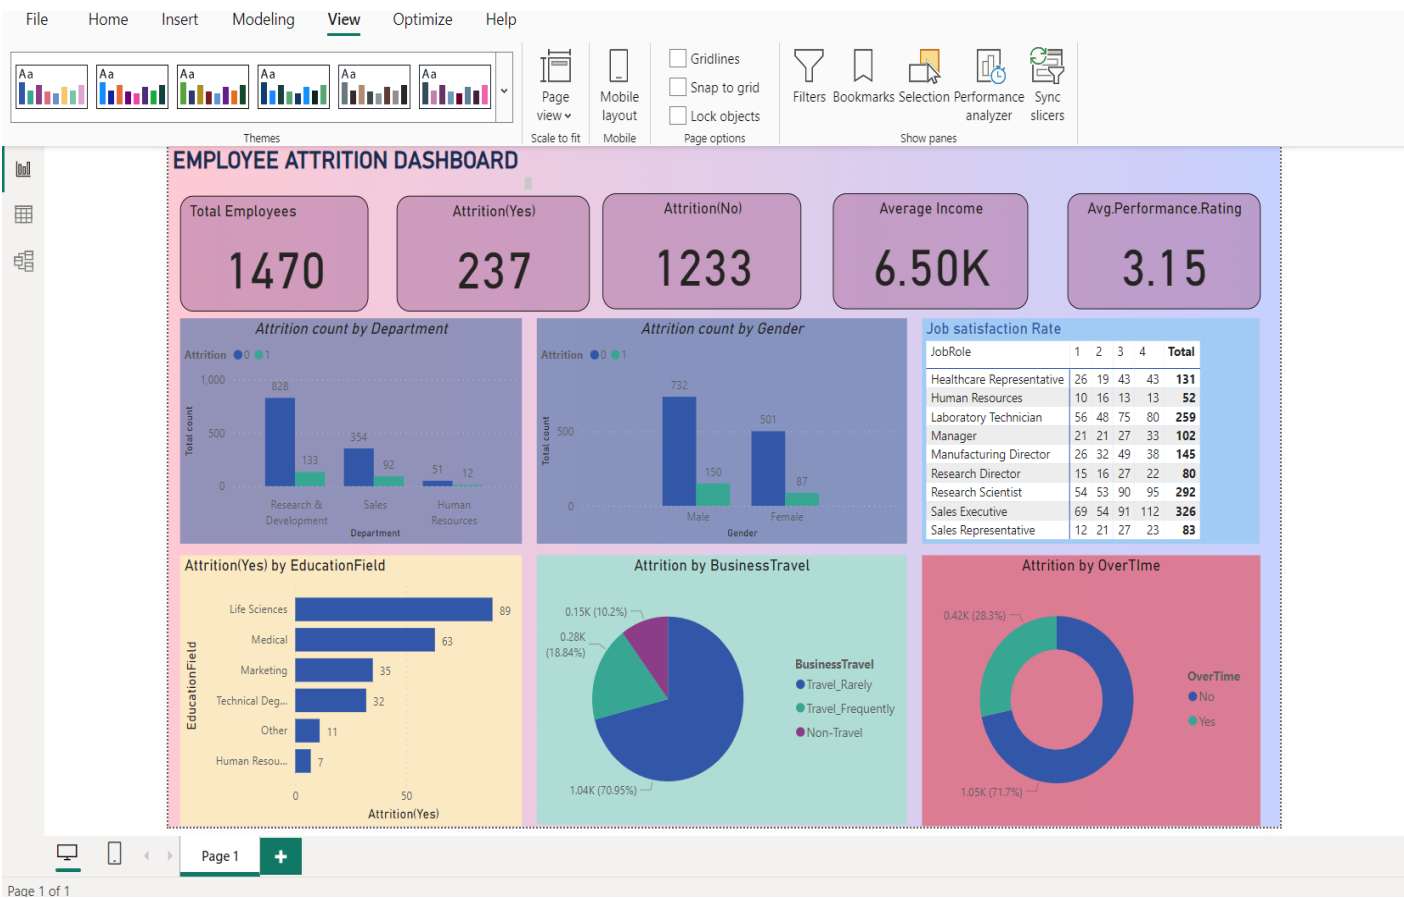 File Home Insert Modeling View Optimize Help
Aa Aa Aa Aa Aa Aa
Themes
Page view
Scale to fit
Mobile layout
Mobile
Gridlines
Snap to grid
Lock objects
Page options
Filters Bookmarks Selection Performance analyzer Sync slicers
Show panes
EMPLOYEE ATTRITION DASHBOARD
Total Employees
1470
Attrition(Yes)
237
Attrition(No)
1233
Average Income
6.50K
Avg.Performance.Rating
3.15
Attrition count by Department
Attrition 0 1
Total count
1,000
500
0
828
133
354
92
51
12
Research & Development
Sales
Human Resources
Department
Attrition count by Gender
Attrition 0 1
Total count
500
0
732
150
501
87
Male
Female
Gender
Job satisfaction Rate
JobRole 1 2 3 4 Total
Healthcare Representative 26 19 43 43 131
Human Resources 10 16 13 13 52
Laboratory Technician 56 48 75 80 259
Manager 21 21 27 33 102
Manufacturing Director 26 32 49 38 145
Research Director 15 16 27 22 80
Research Scientist 54 53 90 95 292
Sales Executive 69 54 91 112 326
Sales Representative 12 21 27 23 83
Attrition(Yes) by EducationField
EducationField
Life Sciences 89
Medical 63
Marketing 35
Technical Deg... 32
Other 11
Human Resou... 7
0 50
Attrition(Yes)
Attrition by BusinessTravel
0.15K (10.2%)
0.28K
(18.84%)
1.04K (70.95%)
BusinessTravel
Travel_Rarely
Travel_Frequently
Non-Travel
Attrition by OverTIme
0.42K (28.3%)
1.05K (71.7%)
OverTime
No
Yes
Page 1
+
Page 1 of 1